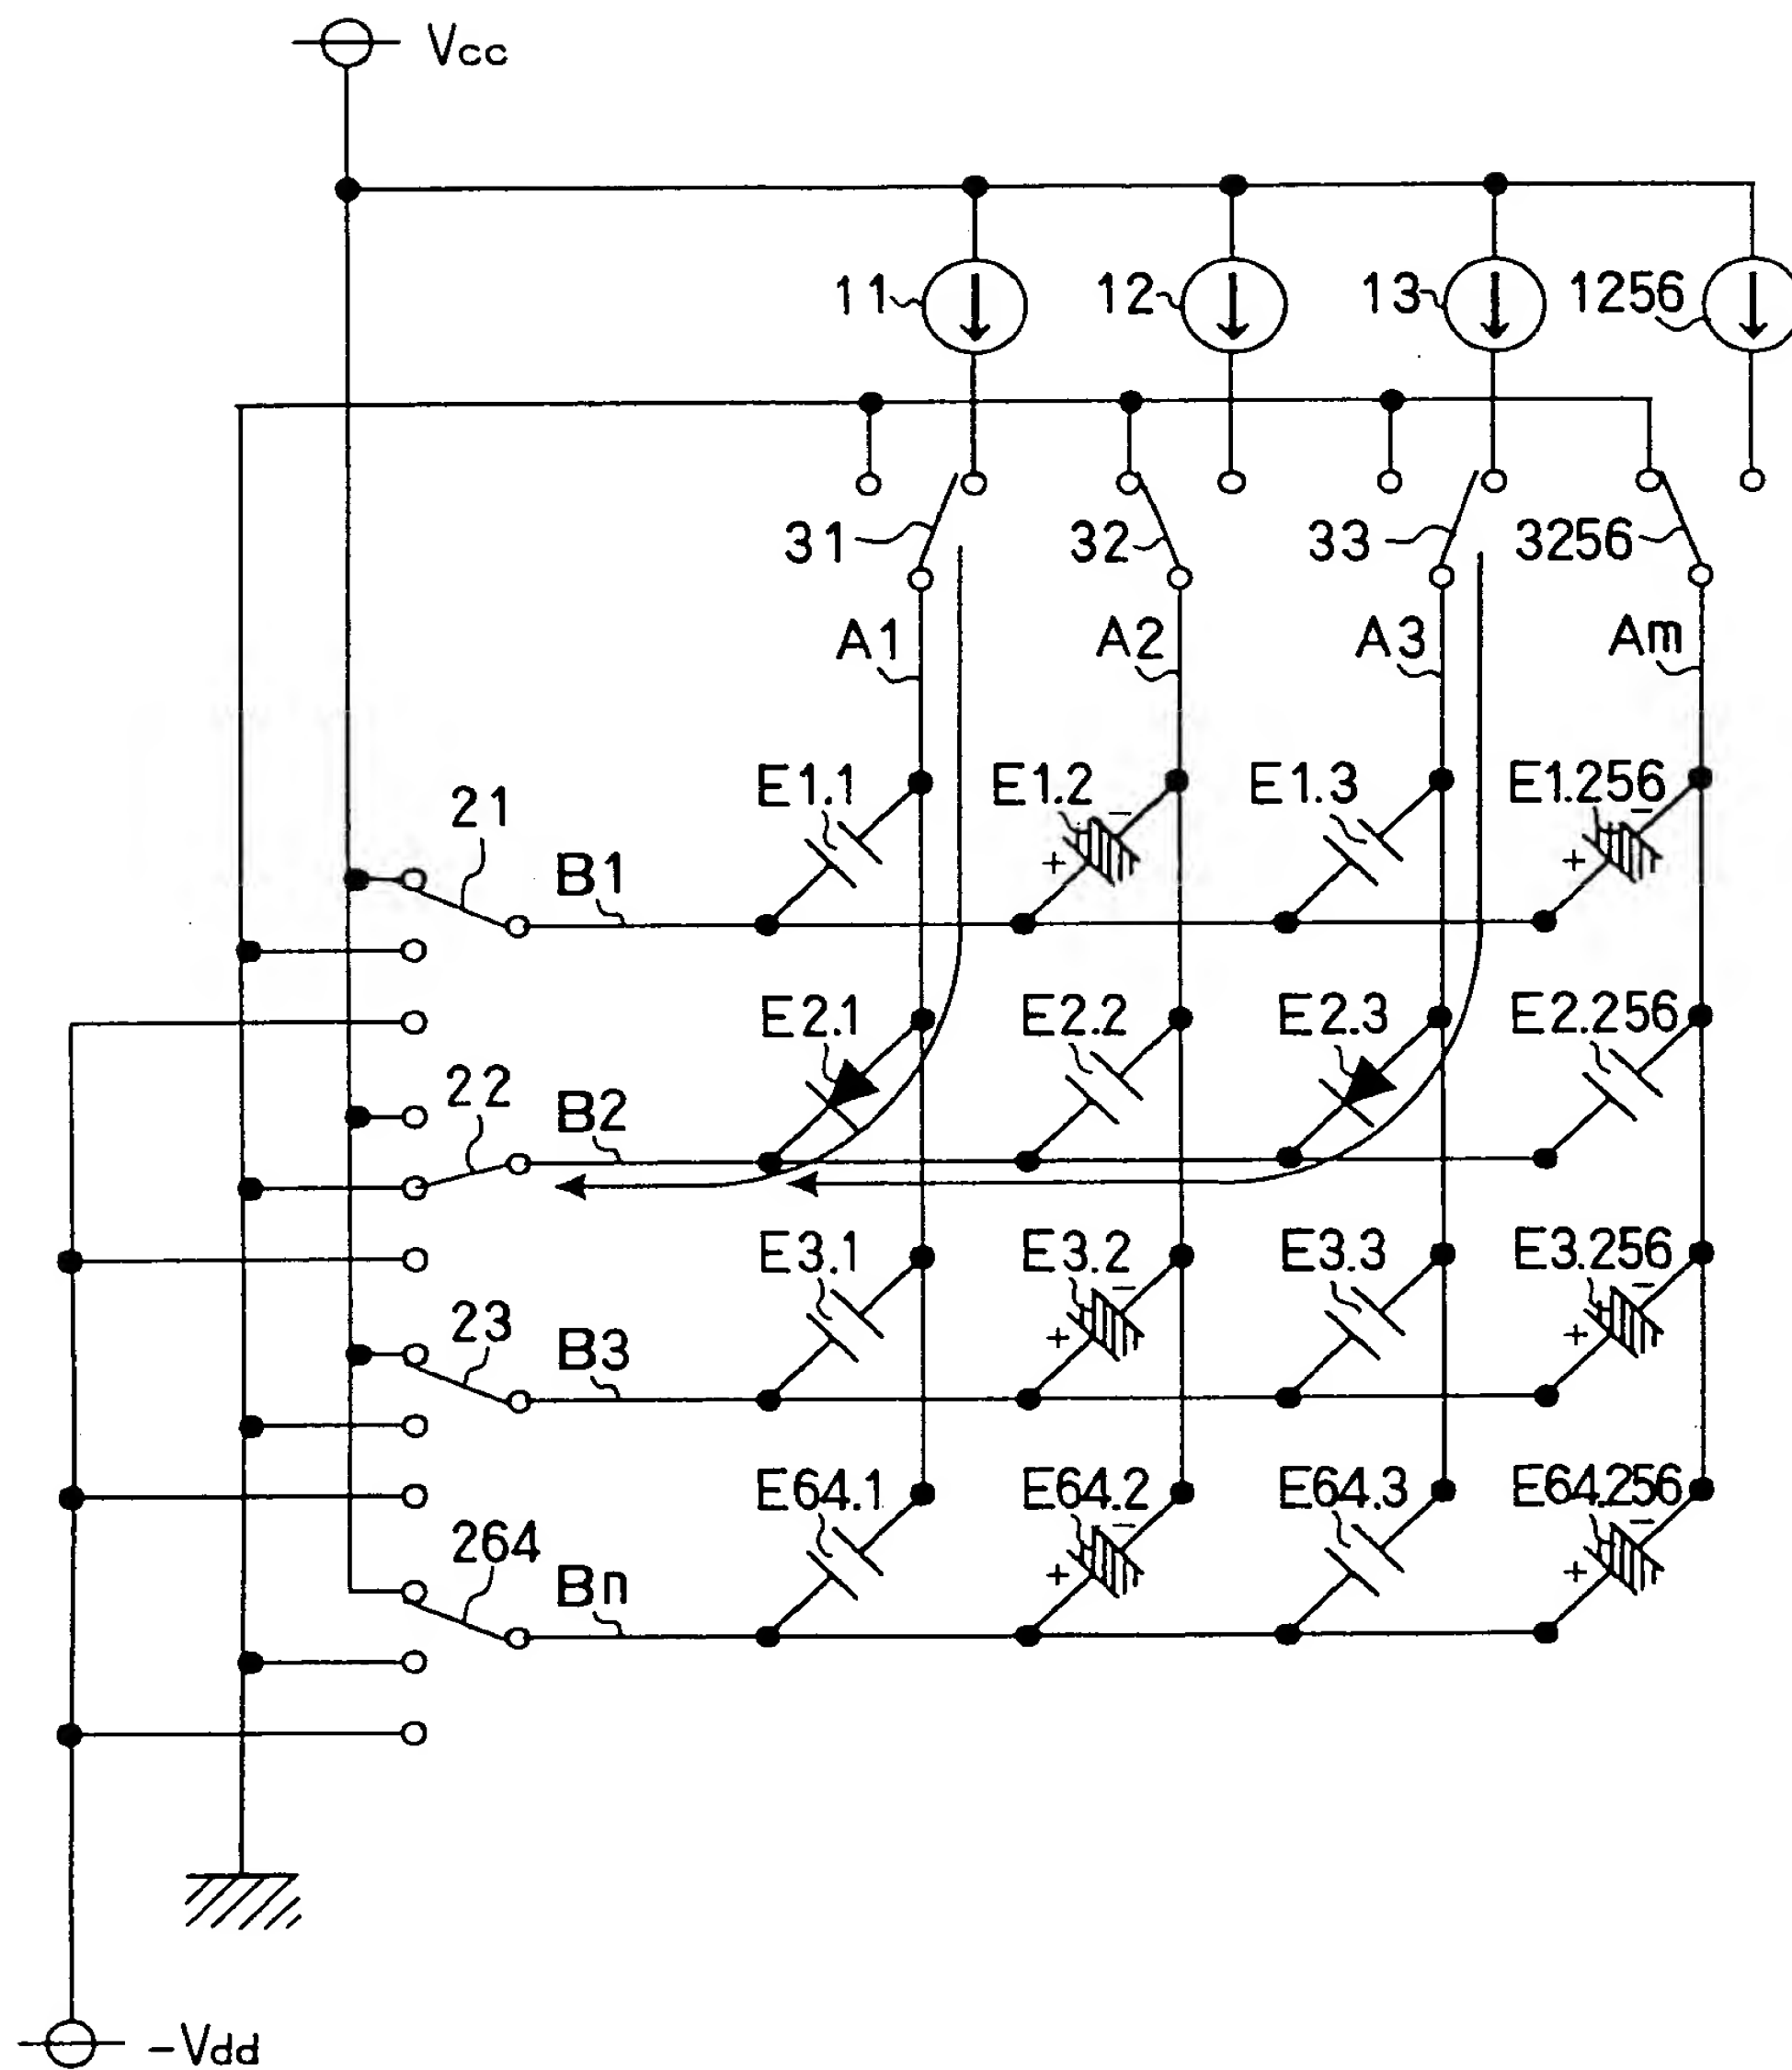 Vcc
11 12 13 1256
31 32 33 3256
A1 A2 A3 Am
E1.1 E1.2 E1.3 E1.256
- -
+ +
21 B1
E2.1 E2.2 E2.3 E2.256
22 B2
E3.1 E3.2 E3.3 E3.256
- -
+ +
23 B3
E64.1 E64.2 E64.3 E64.256
- -
+ +
264 Bn
-Vdd